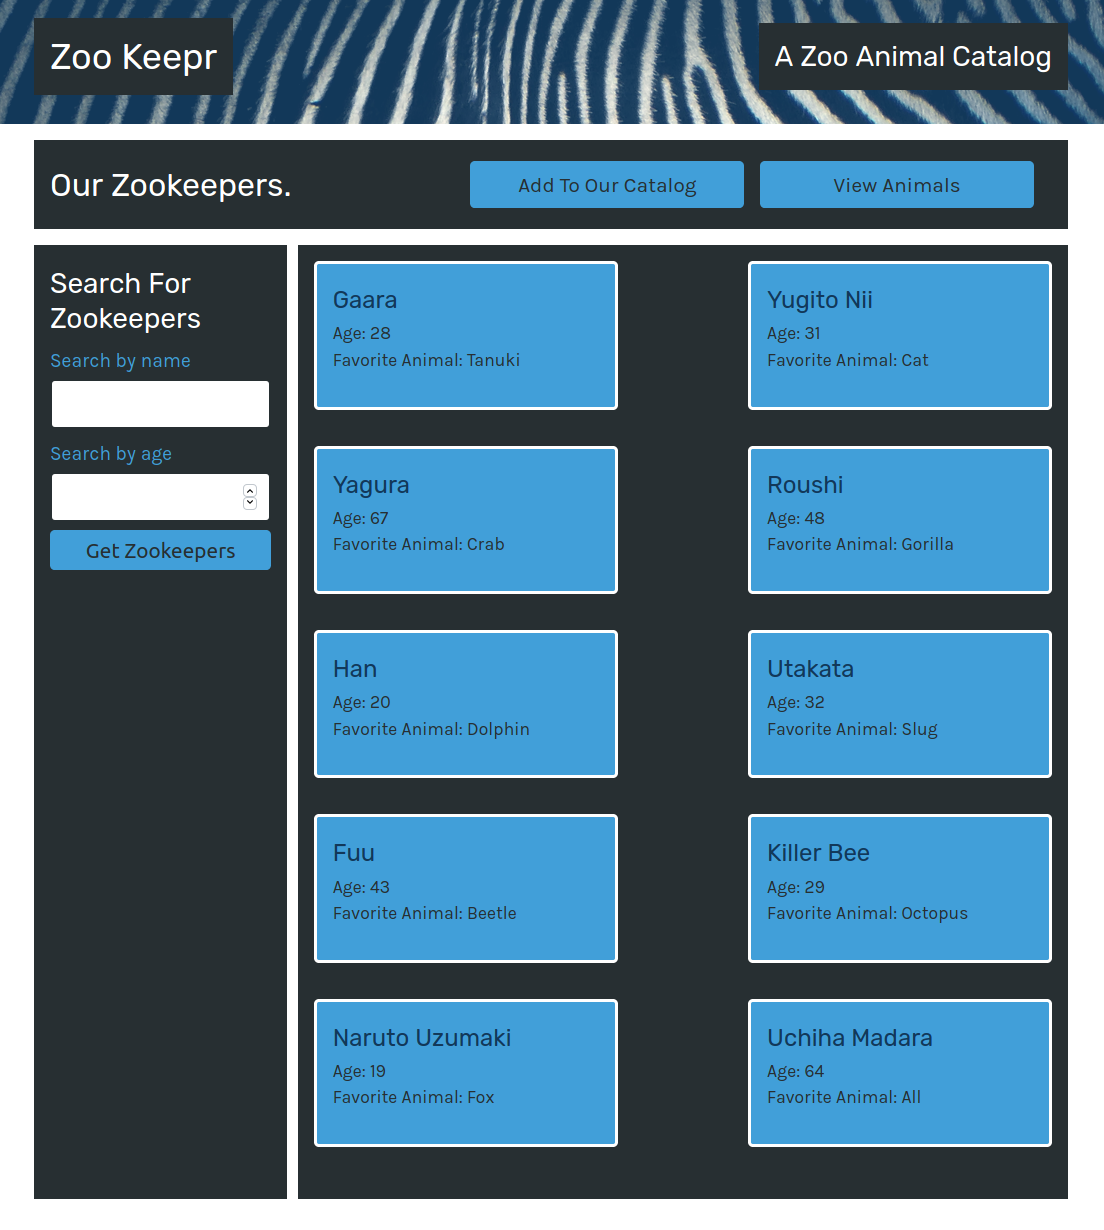 Zoo Keepr
A Zoo Animal Catalog
Our Zookeepers.
Add To Our Catalog
View Animals
Search For
Zookeepers
Search by name
Search by age
Get Zookeepers
Gaara
Age: 28
Favorite Animal: Tanuki
Yugito Nii
Age: 31
Favorite Animal: Cat
Yagura
Age: 67
Favorite Animal: Crab
Roushi
Age: 48
Favorite Animal: Gorilla
Han
Age: 20
Favorite Animal: Dolphin
Utakata
Age: 32
Favorite Animal: Slug
Fuu
Age: 43
Favorite Animal: Beetle
Killer Bee
Age: 29
Favorite Animal: Octopus
Naruto Uzumaki
Age: 19
Favorite Animal: Fox
Uchiha Madara
Age: 64
Favorite Animal: All